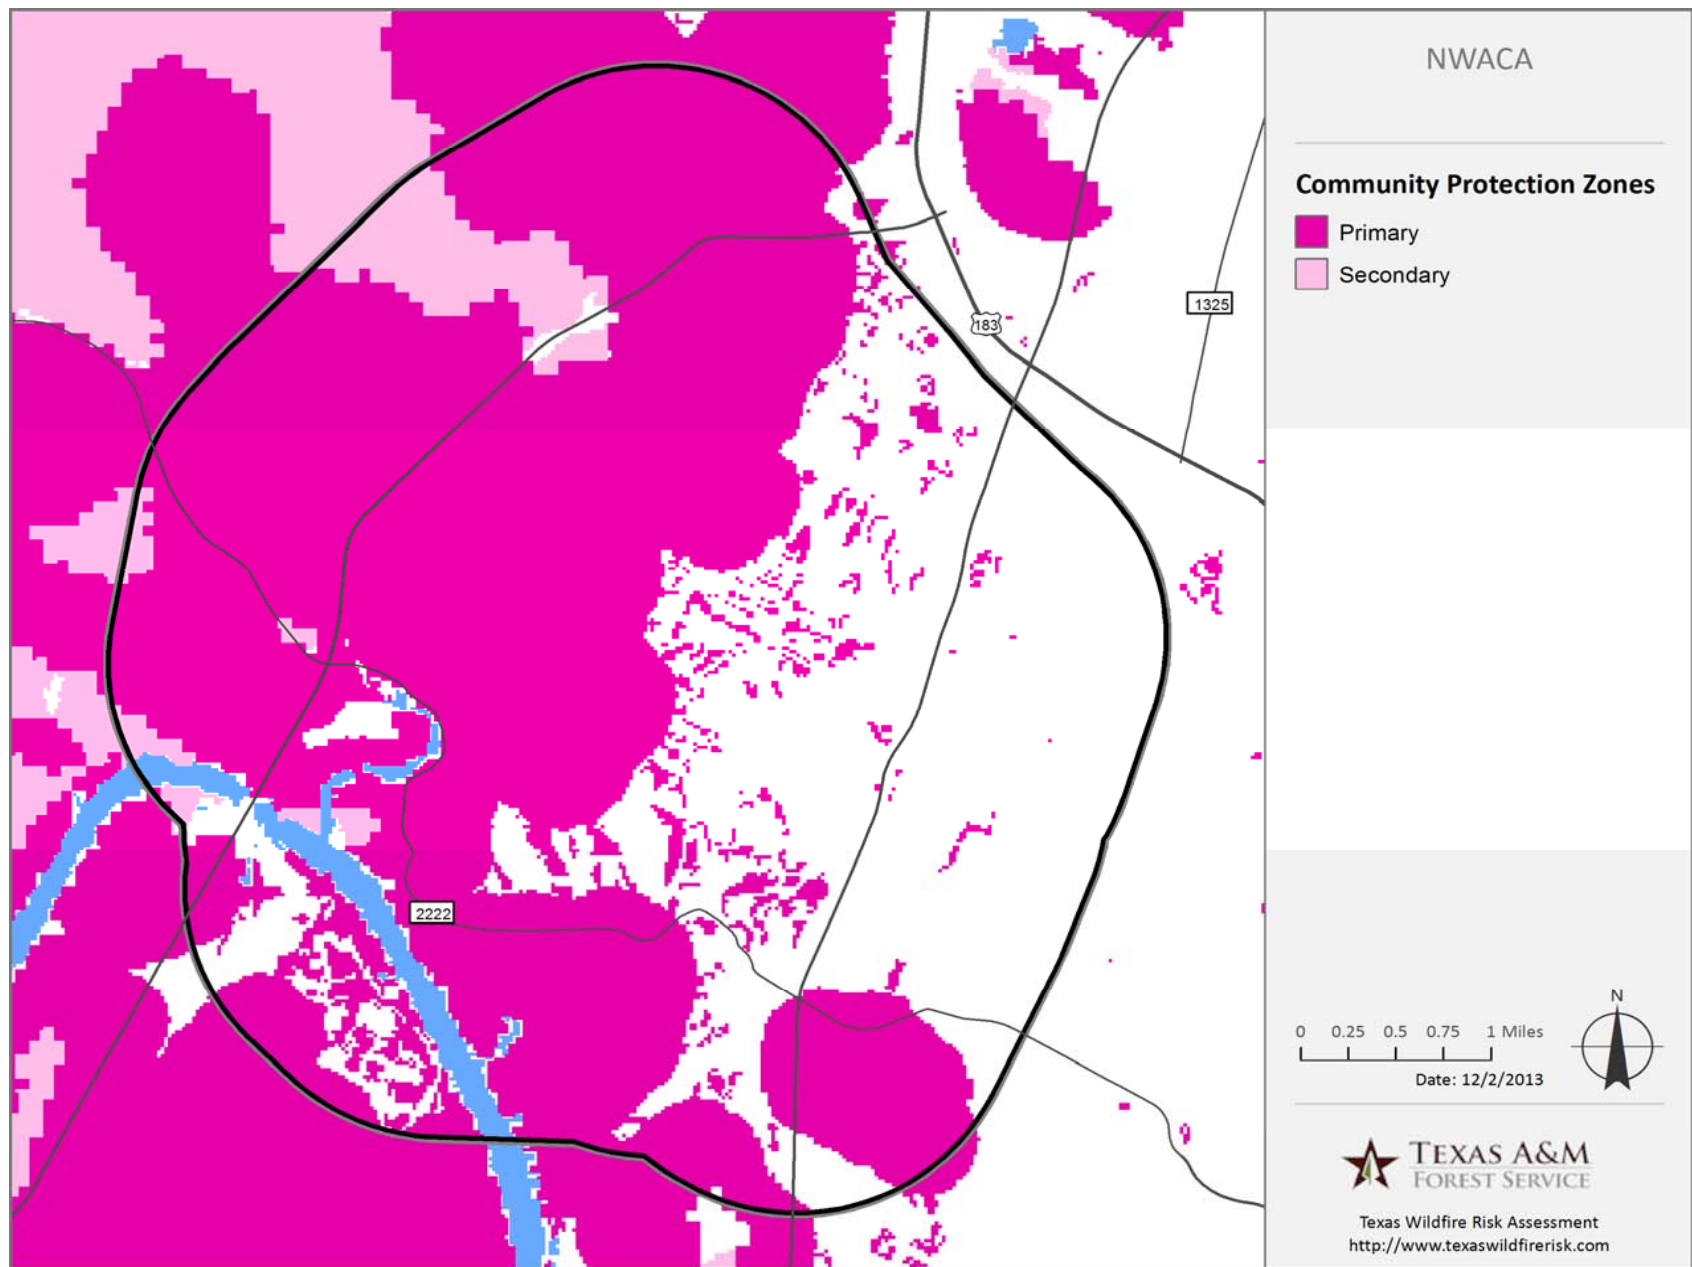 NWACA
Community Protection Zones
Primary
Secondary
1325
183
2222
N
0 0.25 0.5 0.75 1 Miles
Date: 12/2/2013
TEXAS A&M
FOREST SERVICE
Texas Wildfire Risk Assessment
http://www.texaswildfirerisk.com